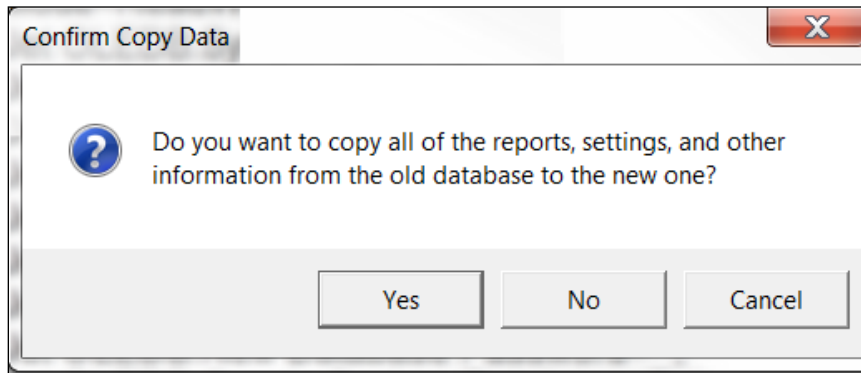 Confirm Copy Data
Do you want to copy all of the reports, settings, and other
information from the old database to the new one?
Yes No Cancel